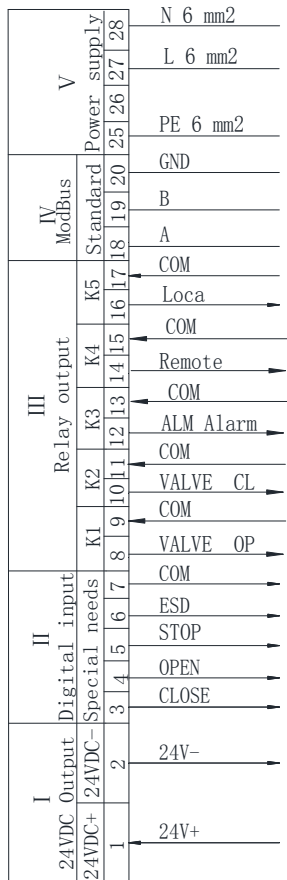 V
Power supply
28
N 6 mm2
27
L 6 mm2
26
25
PE 6 mm2
IV
ModBus
Standard
20
GND
19
B
18
A
III
Relay output
K5
17
COM
16
Loca
K4
15
COM
14
Remote
K3
13
COM
12
ALM Alarm
K2
11
COM
10
VALVE CL
K1
9
COM
8
VALVE OP
II
Digital input
Special needs
7
COM
6
ESD
5
STOP
4
OPEN
3
CLOSE
I
24VDC Output
24VDC-
2
24V-
24VDC+
1
24V+